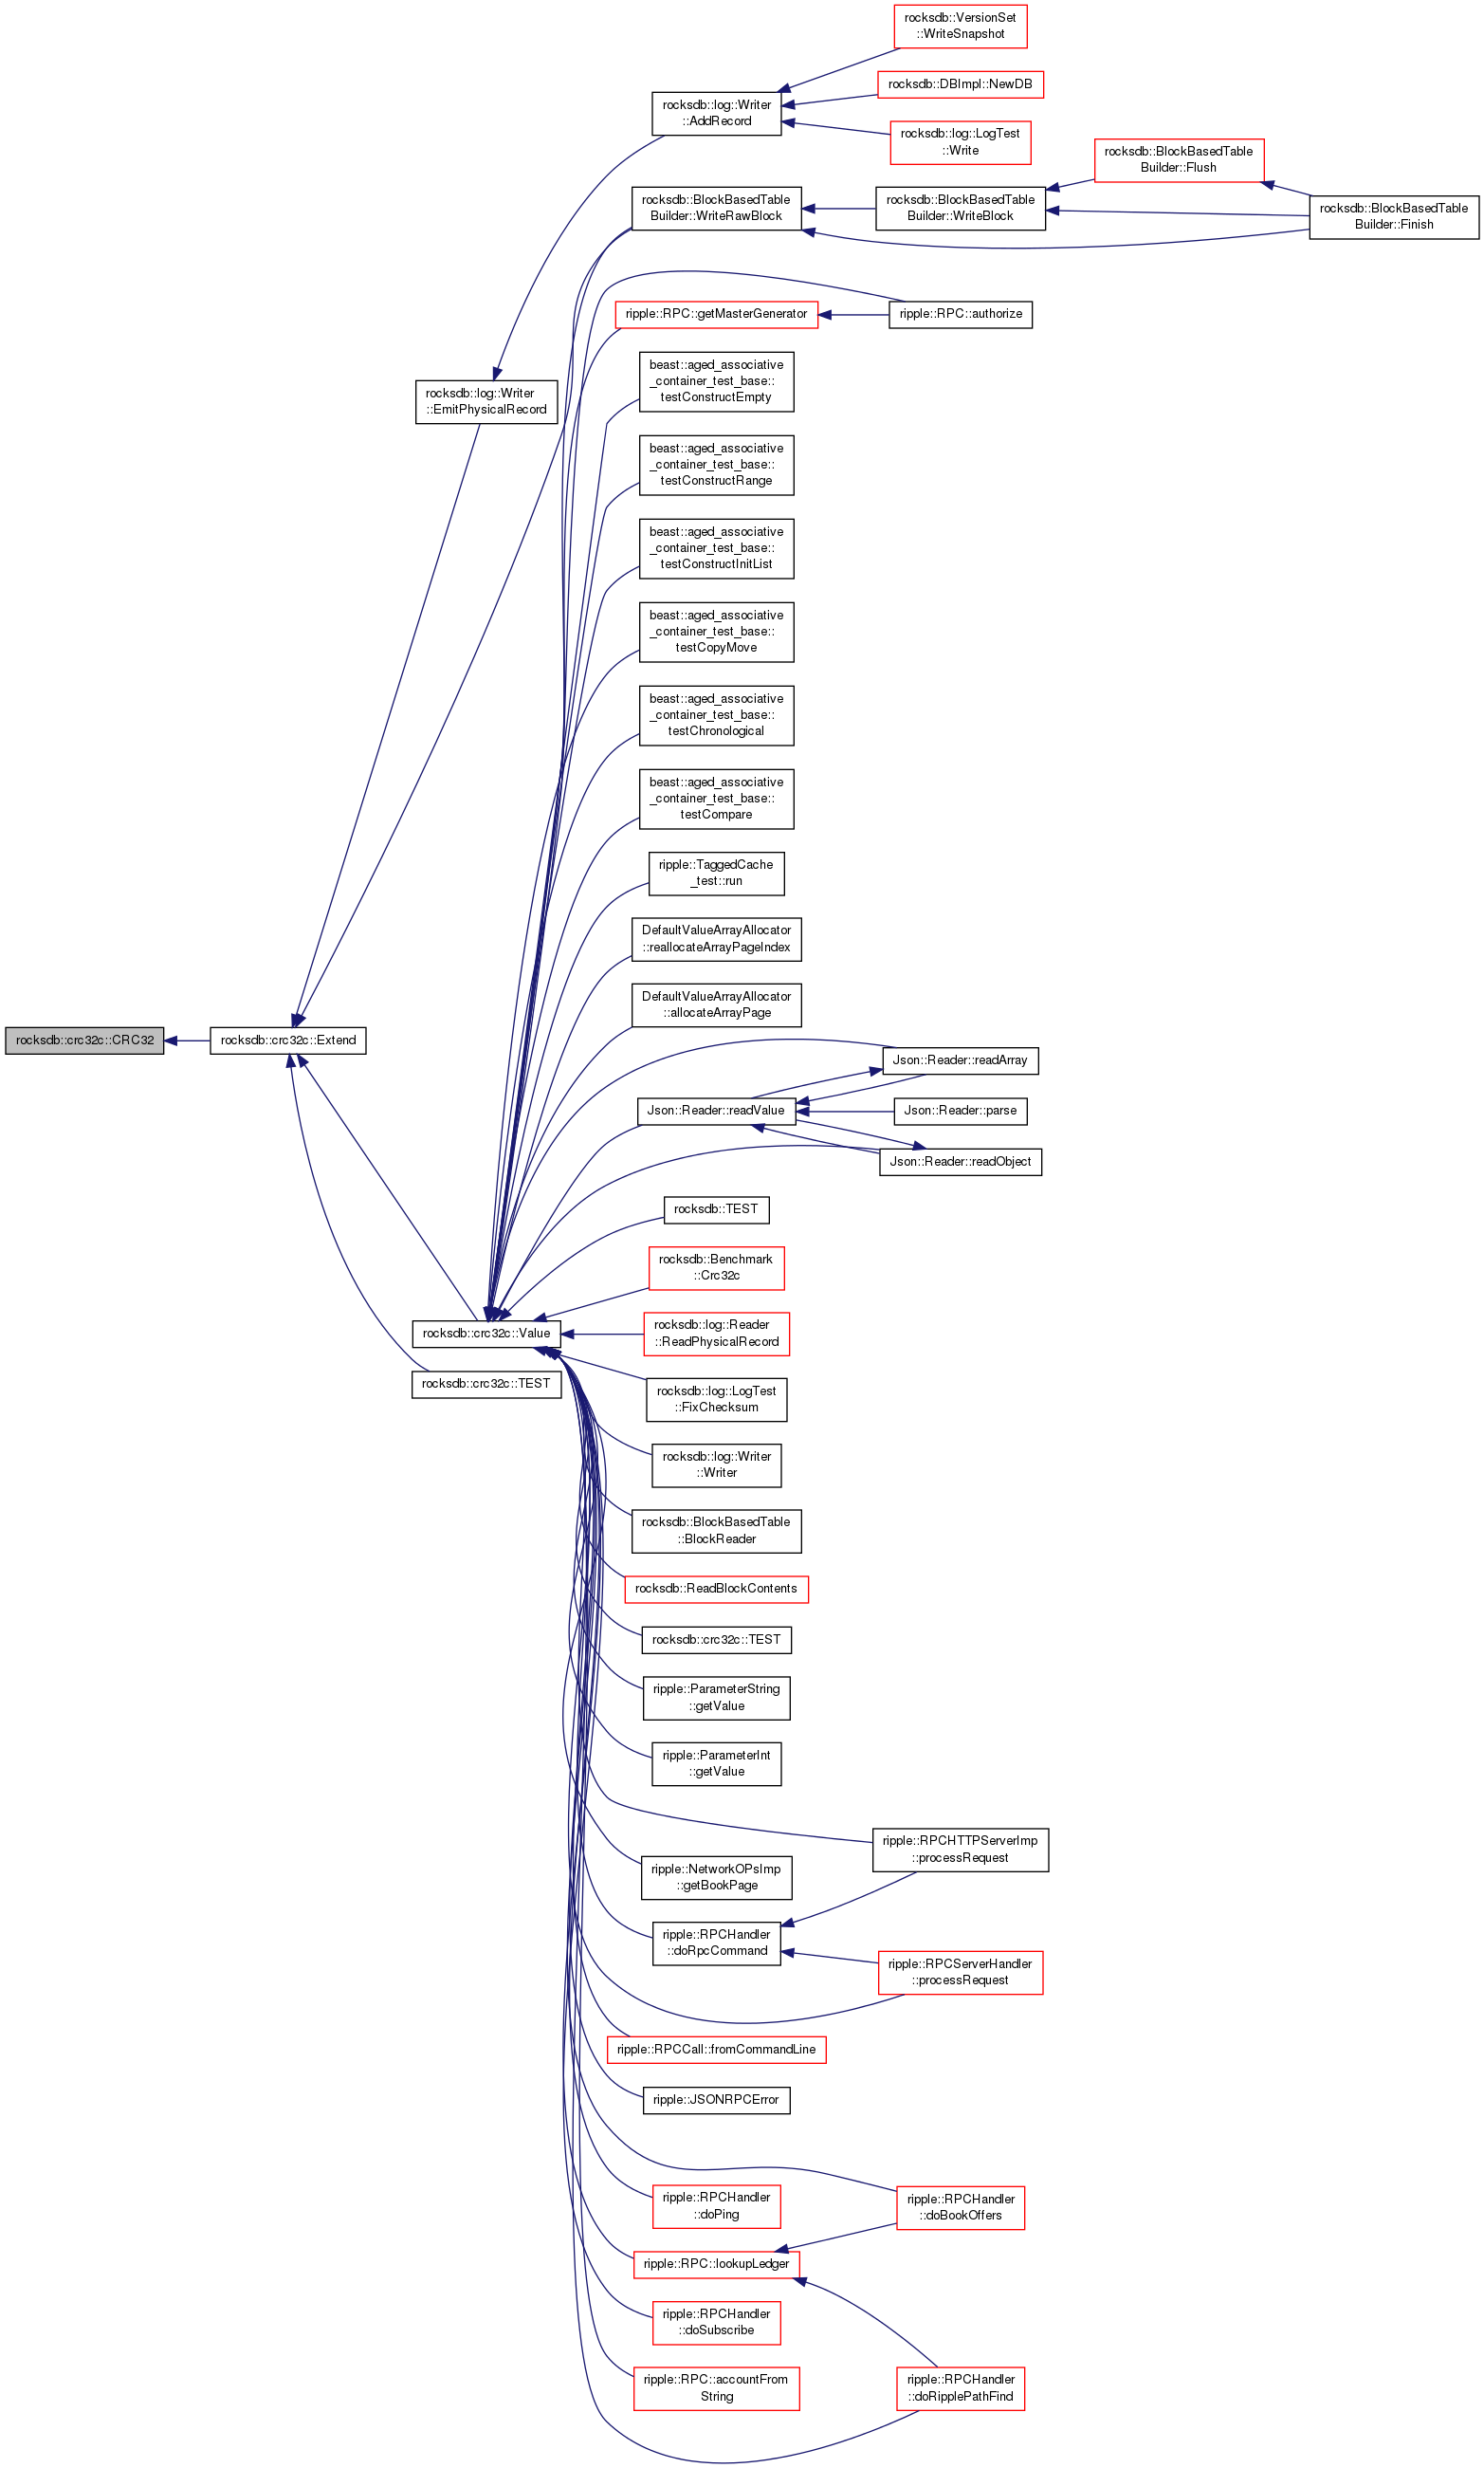 rocksdb::VersionSet
::WriteSnapshot
rocksdb::DBImpl::NewDB
rocksdb::log::Writer
::AddRecord
rocksdb::log::LogTest
::Write
rocksdb::BlockBasedTable
Builder::Flush
rocksdb::BlockBasedTable
Builder::WriteRawBlock
rocksdb::BlockBasedTable
Builder::WriteBlock
rocksdb::BlockBasedTable
Builder::Finish
ripple::RPC::getMasterGenerator
ripple::RPC::authorize
beast::aged_associative
_container_test_base::
testConstructEmpty
rocksdb::log::Writer
::EmitPhysicalRecord
beast::aged_associative
_container_test_base::
testConstructRange
beast::aged_associative
_container_test_base::
testConstructInitList
beast::aged_associative
_container_test_base::
testCopyMove
beast::aged_associative
_container_test_base::
testChronological
beast::aged_associative
_container_test_base::
testCompare
ripple::TaggedCache
_test::run
DefaultValueArrayAllocator
::reallocateArrayPageIndex
DefaultValueArrayAllocator
::allocateArrayPage
rocksdb::crc32c::CRC32
rocksdb::crc32c::Extend
Json::Reader::readArray
Json::Reader::readValue
Json::Reader::parse
Json::Reader::readObject
rocksdb::TEST
rocksdb::Benchmark
::Crc32c
rocksdb::crc32c::Value
rocksdb::log::Reader
::ReadPhysicalRecord
rocksdb::crc32c::TEST
rocksdb::log::LogTest
::FixChecksum
rocksdb::log::Writer
::Writer
rocksdb::BlockBasedTable
::BlockReader
rocksdb::ReadBlockContents
rocksdb::crc32c::TEST
ripple::ParameterString
::getValue
ripple::ParameterInt
::getValue
ripple::RPCHTTPServerImp
::processRequest
ripple::NetworkOPsImp
::getBookPage
ripple::RPCHandler
::doRpcCommand
ripple::RPCServerHandler
::processRequest
ripple::RPCCall::fromCommandLine
ripple::JSONRPCError
ripple::RPCHandler
::doPing
ripple::RPCHandler
::doBookOffers
ripple::RPC::lookupLedger
ripple::RPCHandler
::doSubscribe
ripple::RPC::accountFrom
String
ripple::RPCHandler
::doRipplePathFind